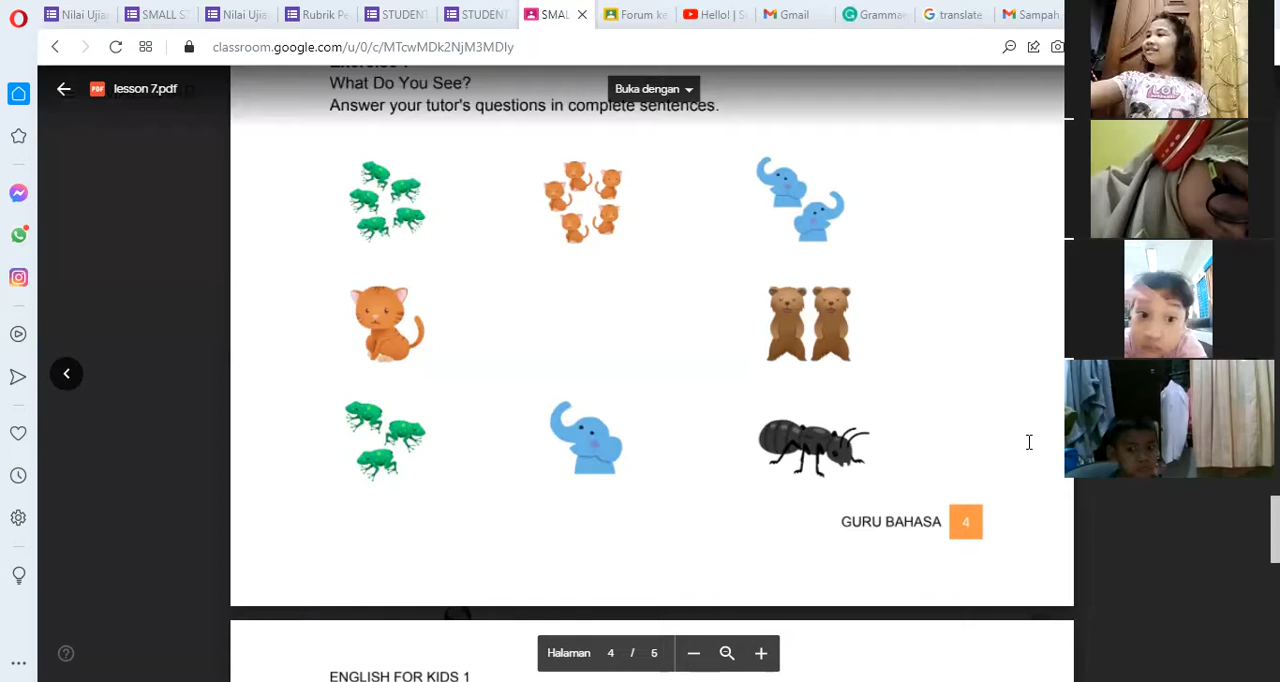 Nilai Ujia
SMALL S
Nilai Ujia
Rubrik Pe
STUDENT
STUDENT
SMAL
Forum ke
Hello! | S
Gmail
Gramma
translate
Sampah
classroom.google.com/u/0/c/MTcwMDk2NjM3MDIy
PDF lesson 7.pdf
Buka dengan
What Do You See?
Answer your tutor's questions in complete sentences.
GURU BAHASA 4
Halaman 4 / 5
ENGLISH FOR KIDS 1